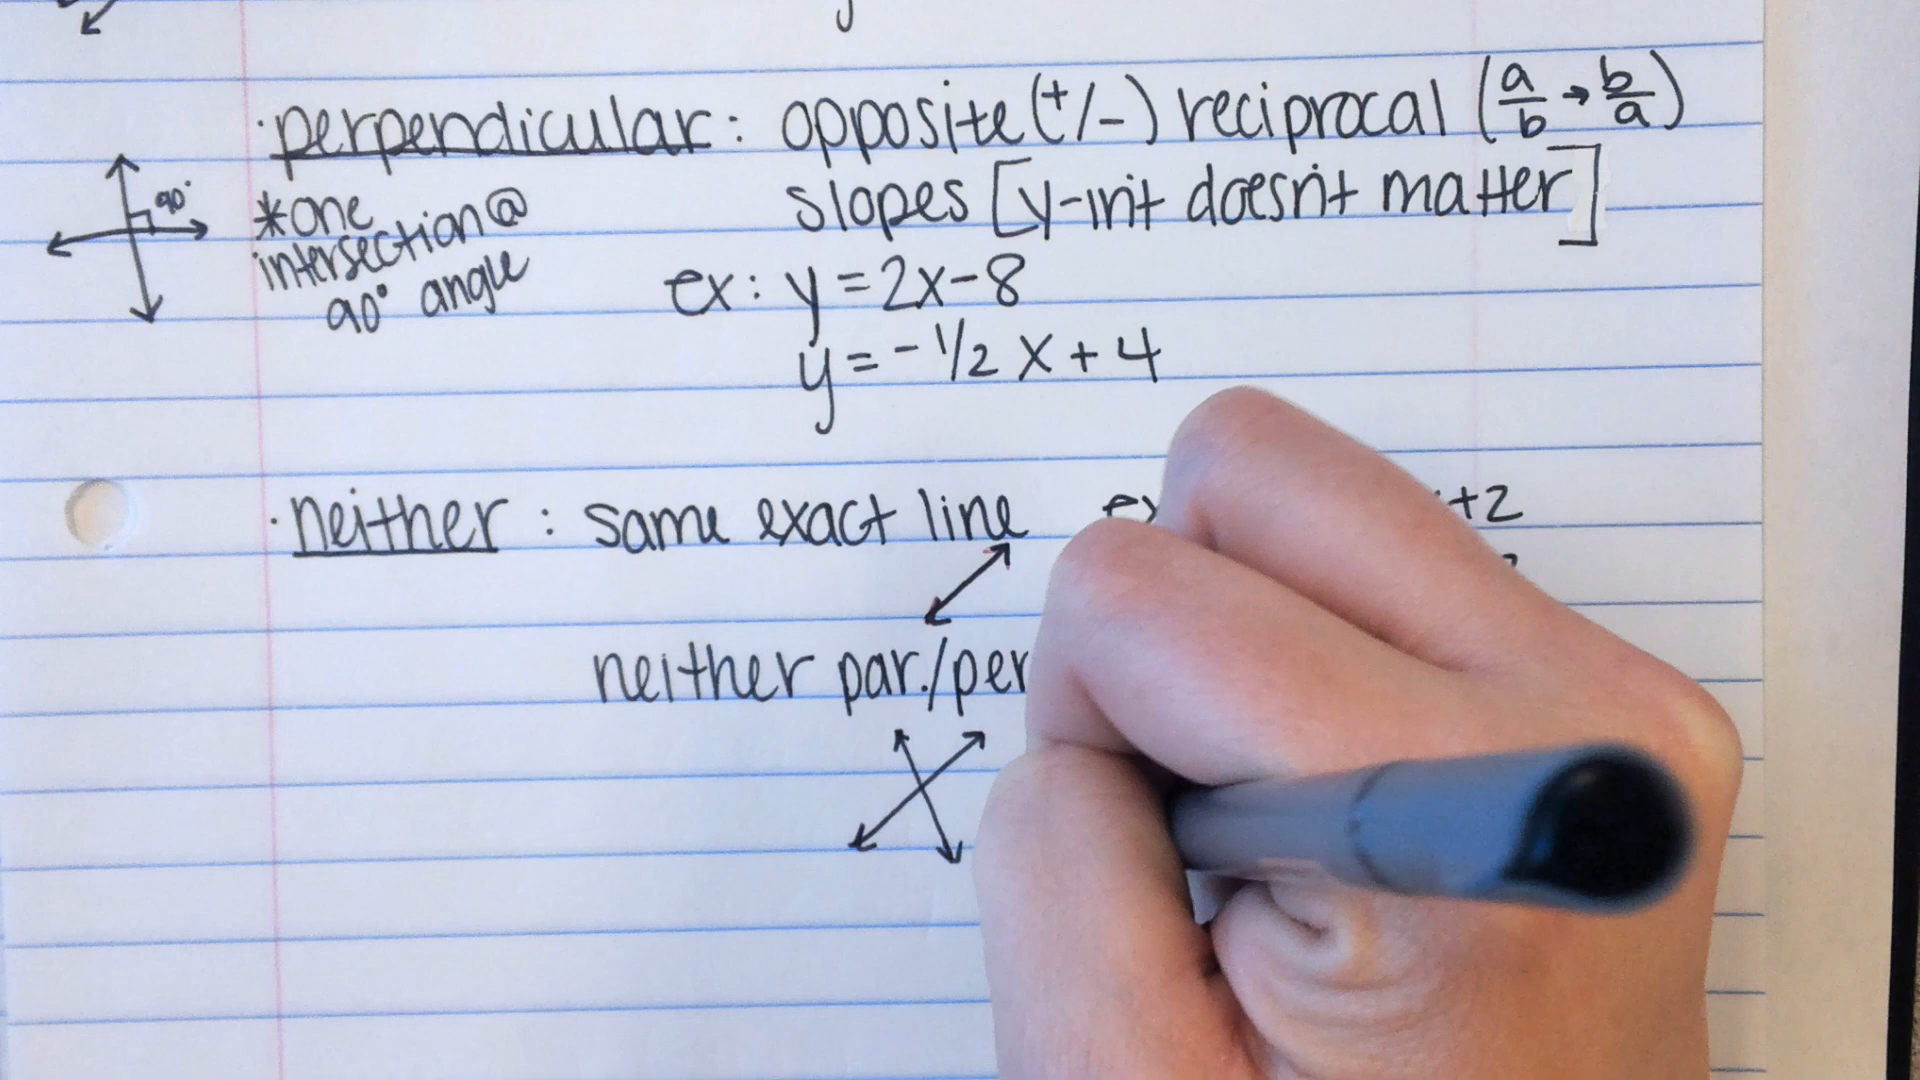 ·perpendicular: opposite (+/-) reciprocal (a/b → b/a)
slopes [y-int doesn't matter]
90°
*one
intersection @
90° angle
ex: y = 2x - 8
y = -1/2 x + 4
·neither: same exact line +2
neither par./per